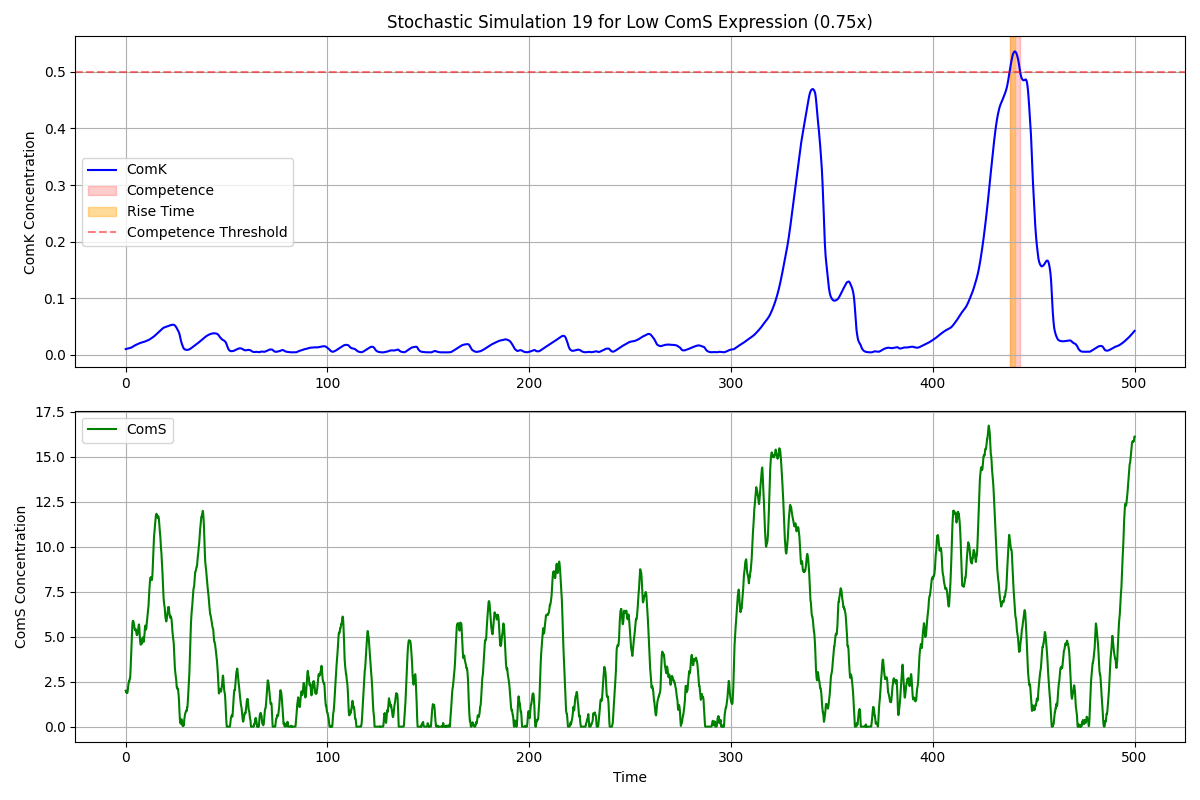 Stochastic Simulation 19 for Low ComS Expression (0.75x)
ComK Concentration
0.5
0.4
0.3
0.2
0.1
0.0
ComK
Competence
Rise Time
Competence Threshold
0 100 200 300 400 500
ComS Concentration
17.5
15.0
12.5
10.0
7.5
5.0
2.5
0.0
ComS
0 100 200 300 400 500
Time